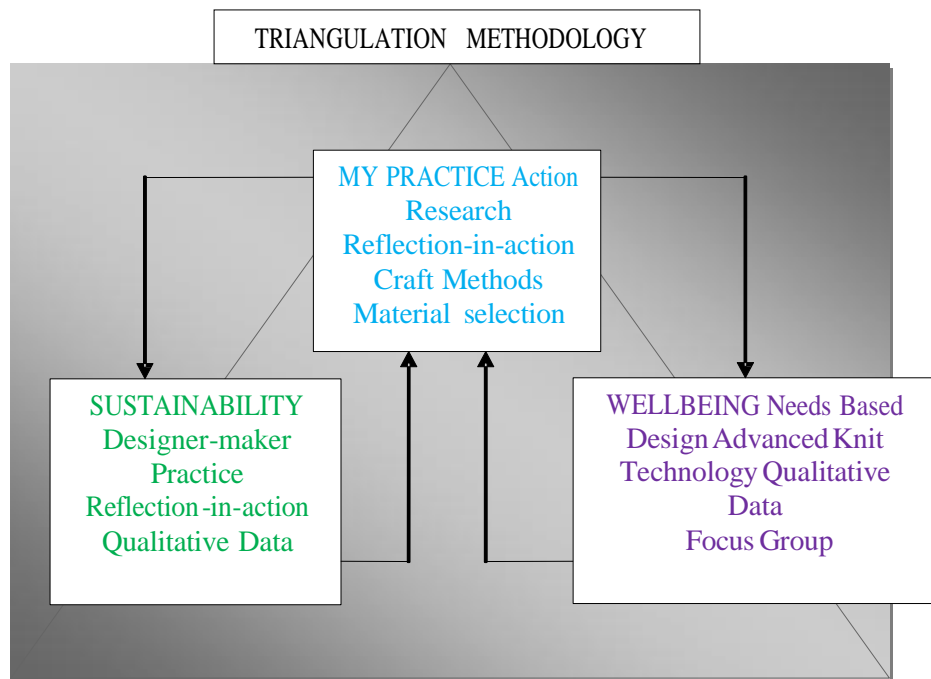 TRIANGULATION METHODOLOGY
MY PRACTICE Action
Research
Reflection-in-action
Craft Methods
Material selection
SUSTAINABILITY
Designer-maker
Practice
Reflection-in-action
Qualitative Data
WELLBEING Needs Based
Design Advanced Knit
Technology Qualitative
Data
Focus Group